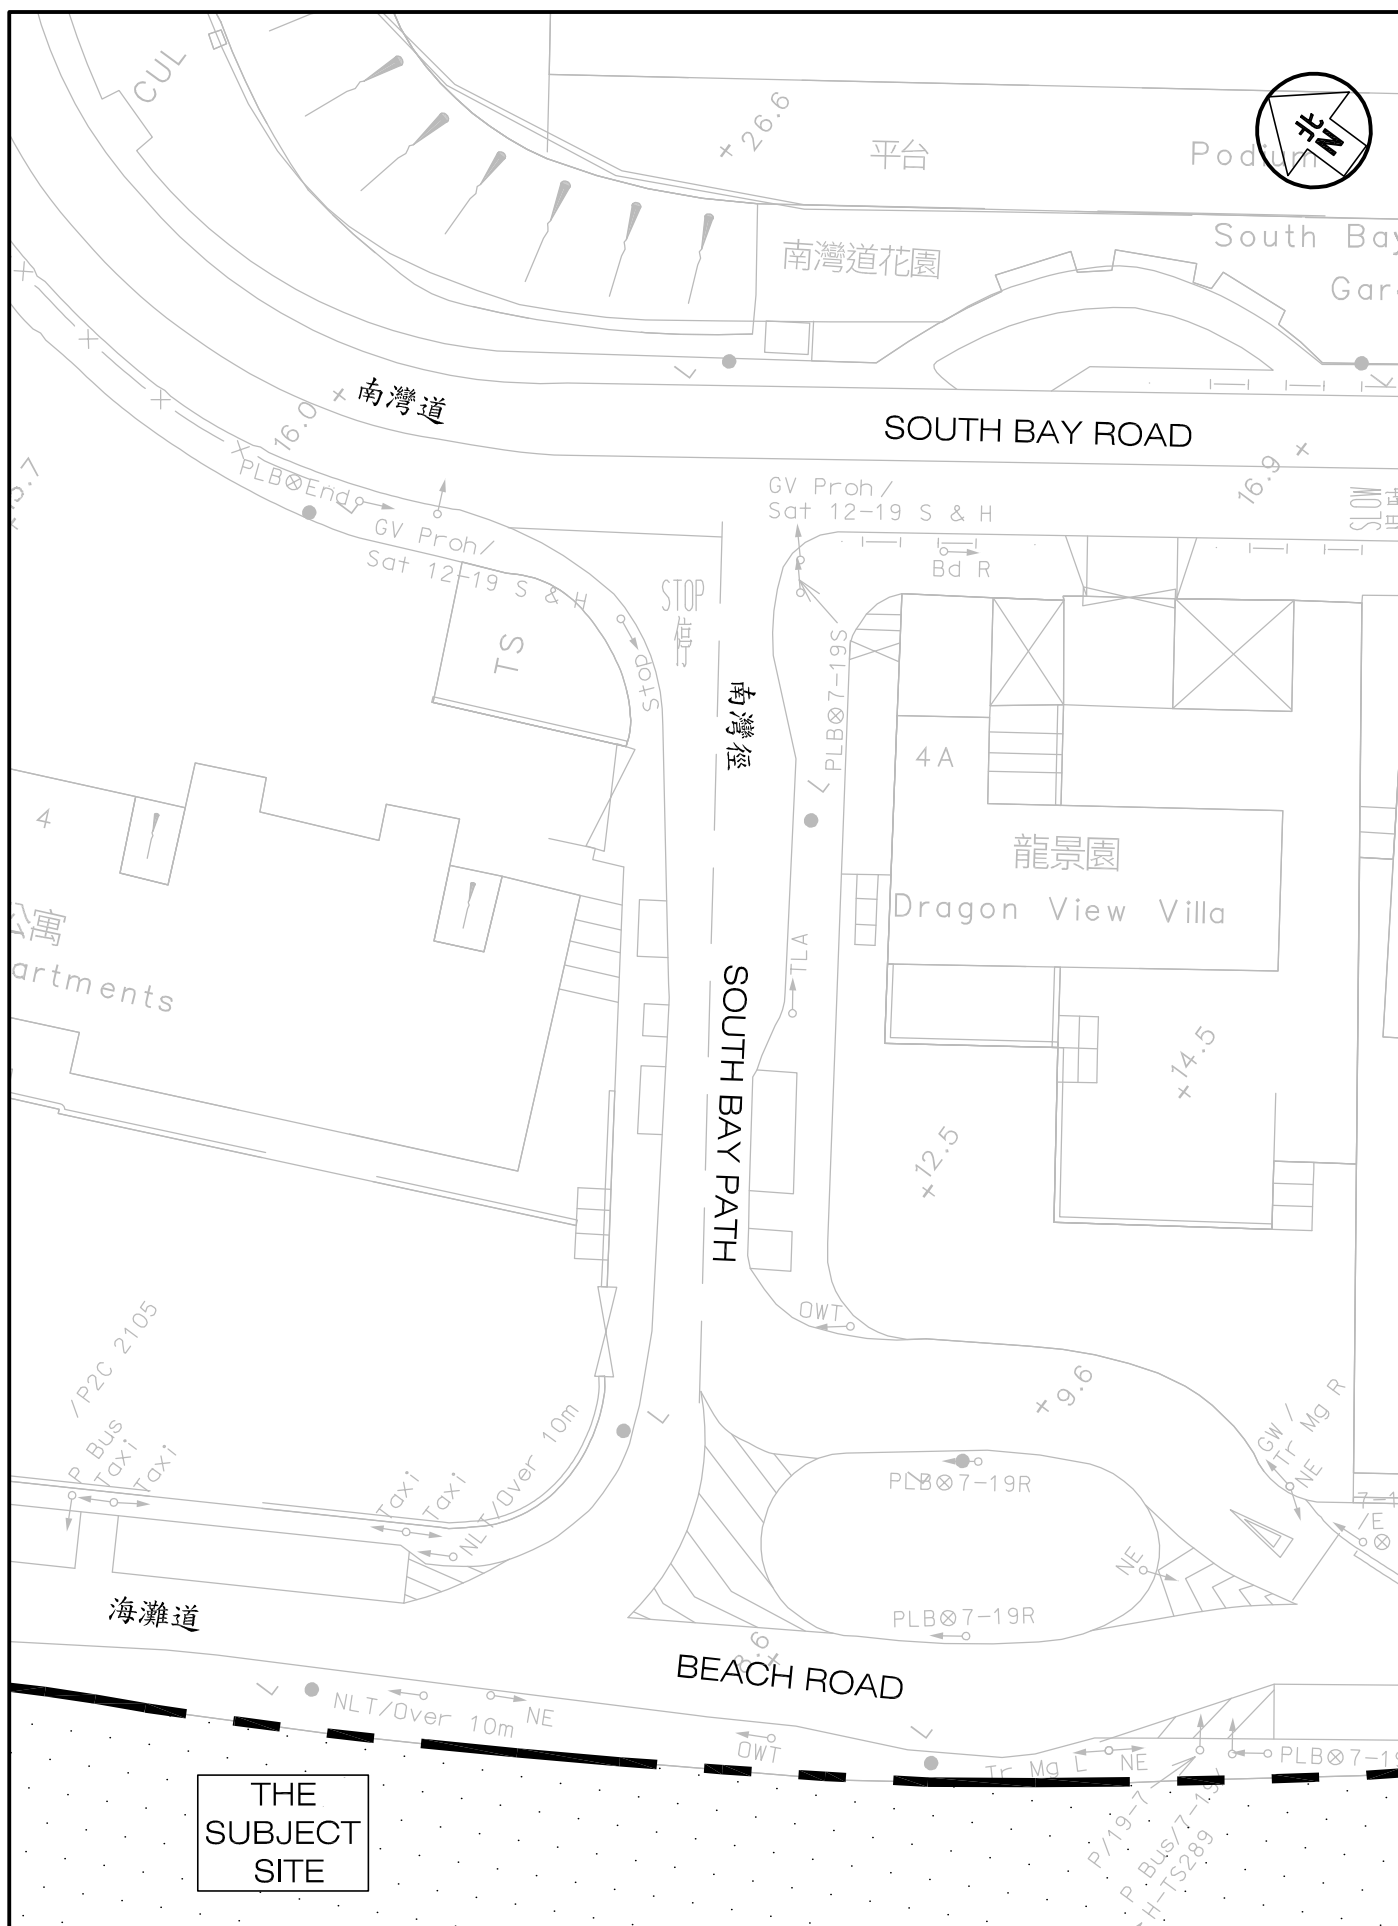 CUL
+ 26.6
平台
Podium
北
N
南灣道花園
South Bay
L
16.0 +
南灣道
SOUTH BAY ROAD
16.9 +
SLOW
PLB⊗End
L
GV Proh/
Sat 12-19 S & H
GV Proh/
Sat 12-19 S & H
Bd R
STOP
停
TS
Stop
PLB⊗7-19S
南灣徑
L
4A
4
龍景園
Dragon View Villa
公寓
artments
TLA
SOUTH BAY PATH
+14.5
+12.5
OWT
/P2C 2105
P Bus
Taxi
Taxi
Taxi
Taxi
NLT/Over 10m
L
+ 9.6
GW /
Tr Mg R
NE
PLB⊗7-19R
L
/E ⊗
NE
PLB⊗7-19R
海灘道
8.6
+
BEACH ROAD
L
NLT/Over 10m
NE
OWT
L
Tr Mg L
NE
PLB⊗7-19
P/19-7
P Bus/7-19/
H-TS289
THE
SUBJECT
SITE